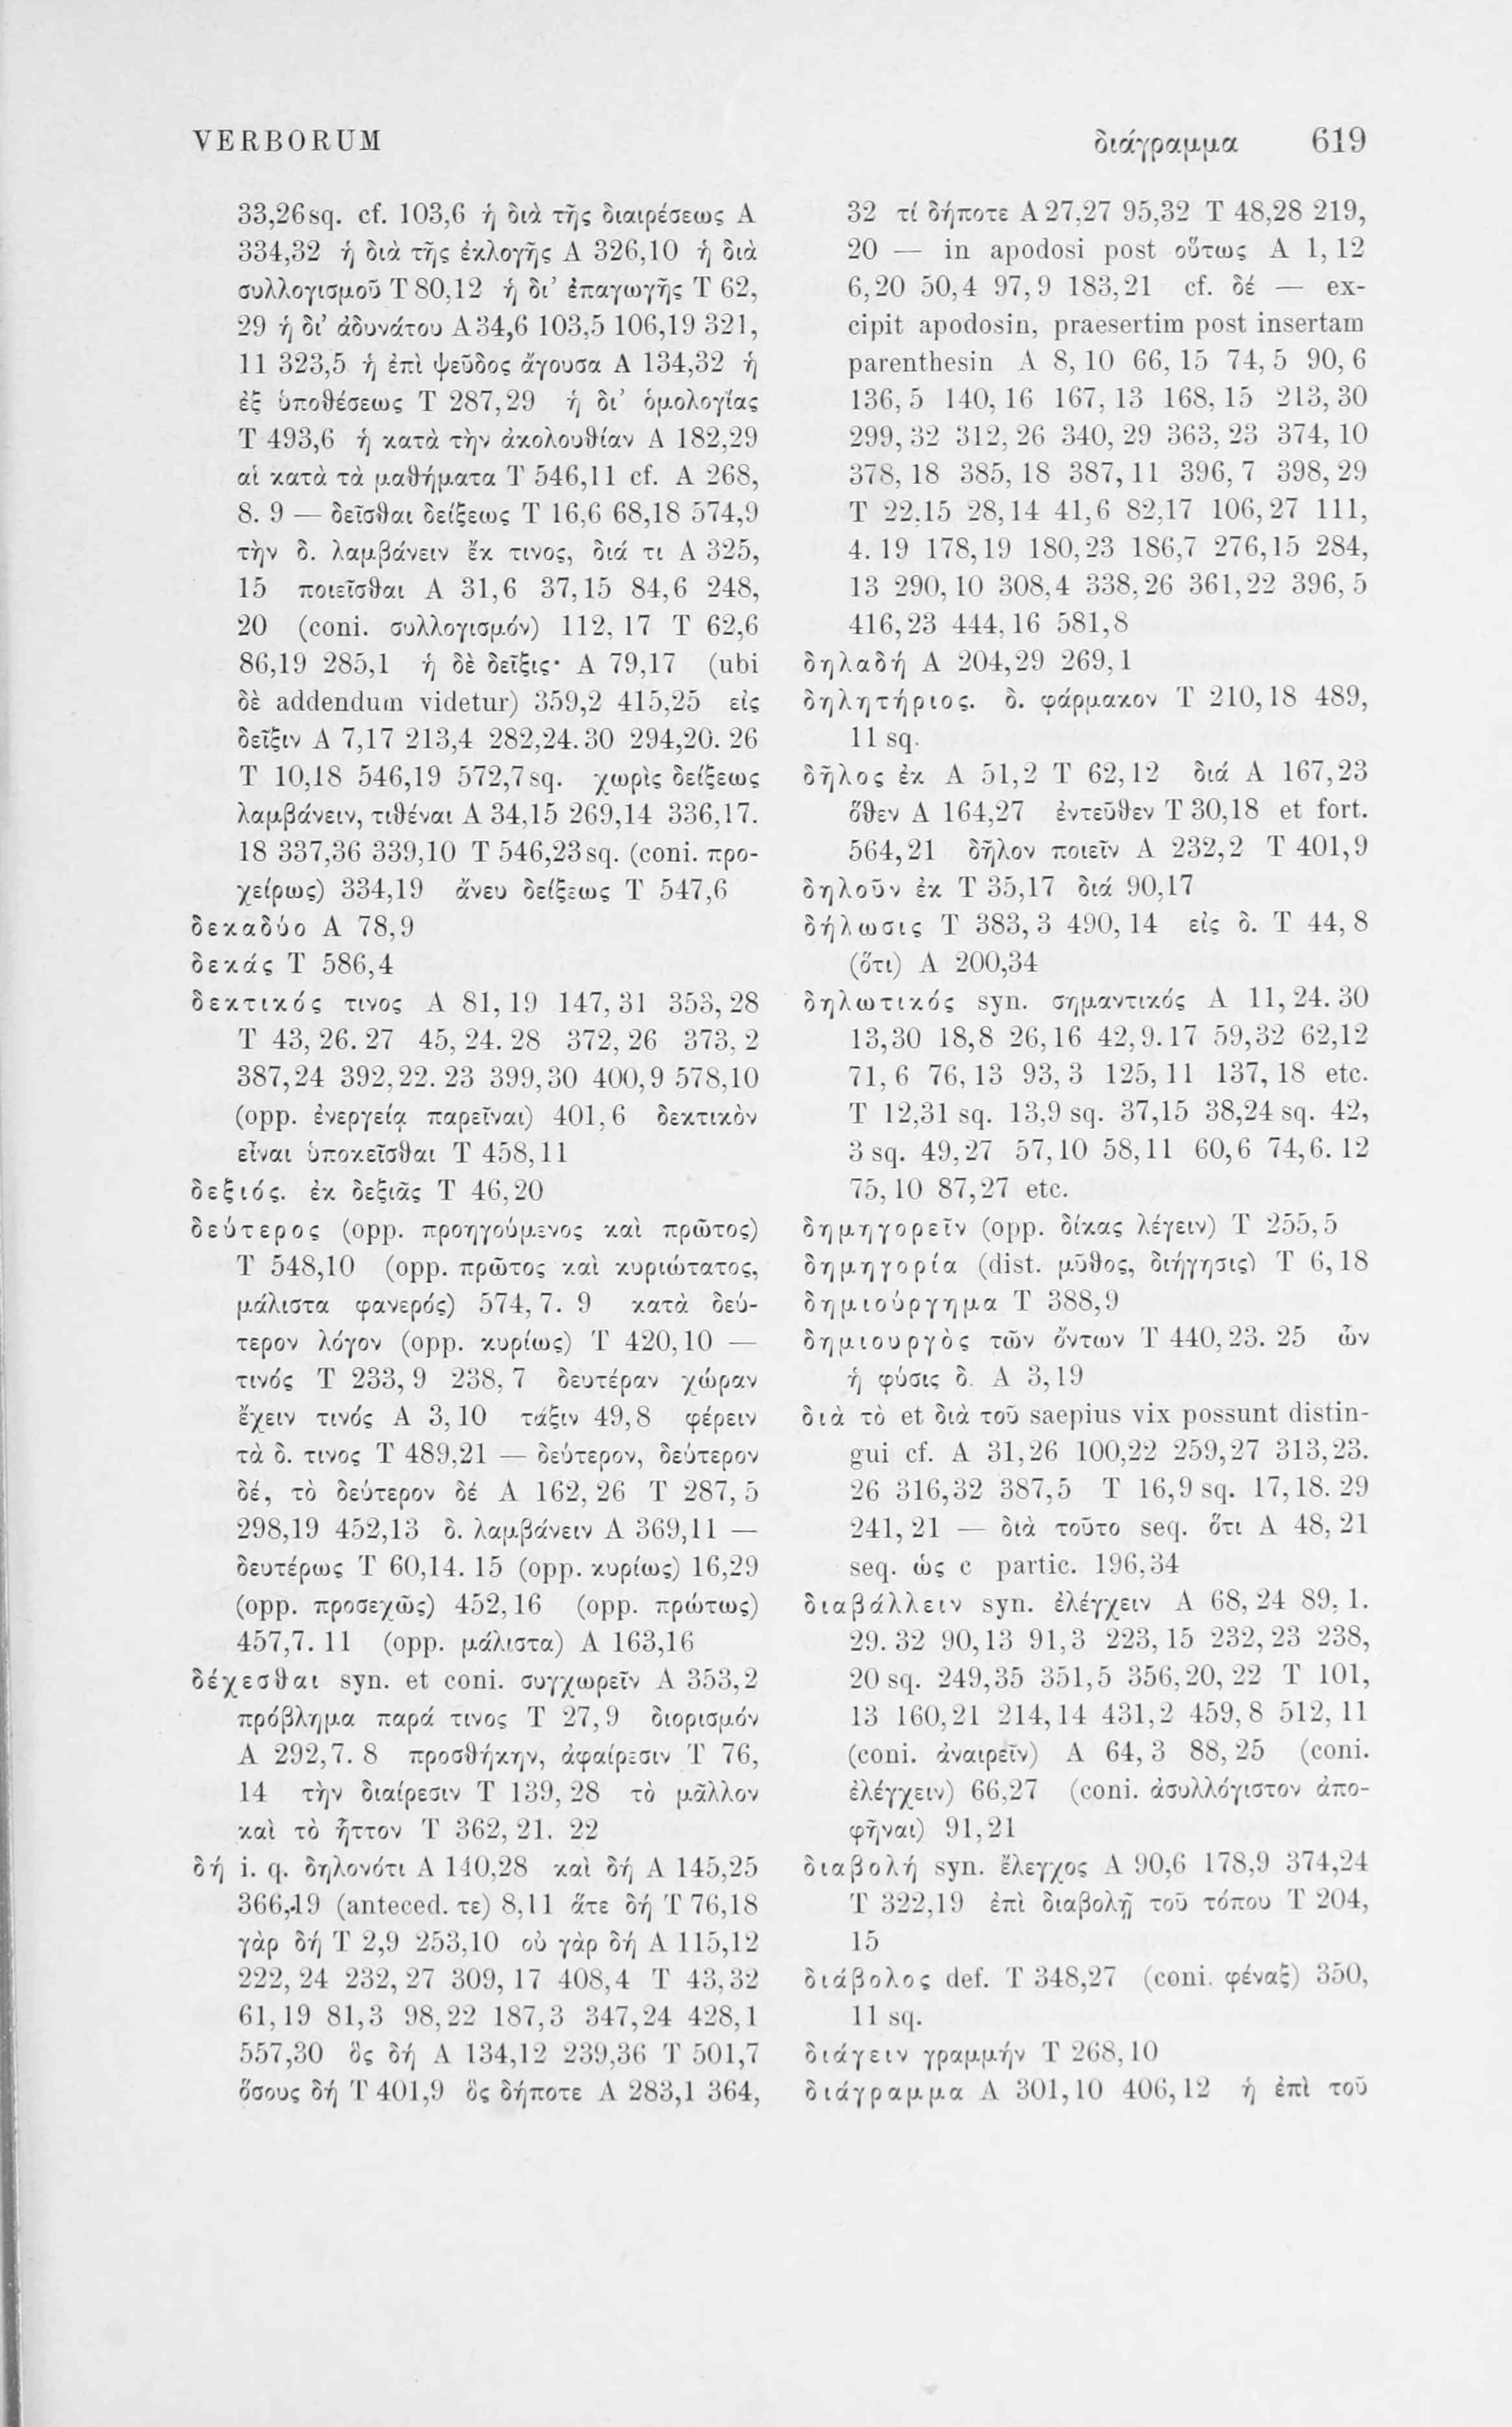 VERBORUM
διάγραμμα 619
33,26sq. cf. 103,6 ἡ διὰ τῆς διαιρέσεως A
334,32 ἡ διὰ τῆς ἐκλογῆς A 326,10 ἡ διὰ
συλλογισμοῦ T 80,12 ἡ δι’ ἐπαγωγῆς T 62,
29 ἡ δι’ ἀδυνάτου A 34,6 103,5 106,19 321,
11 323,5 ἡ ἐπὶ ψεῦδος ἄγουσα A 134,32 ἡ
ἐξ ὑποθέσεως T 287,29 ἡ δι’ ὁμολογίας
T 493,6 ἡ κατὰ τὴν ἀκολουθίαν A 182,29
αἱ κατὰ τὰ μαθήματα T 546,11 cf. A 268,
8. 9 — δεῖσθαι δείξεως T 16,6 68,18 574,9
τὴν δ. λαμβάνειν ἔκ τινος, διά τι A 325,
15 ποιεῖσθαι A 31,6 37,15 84,6 248,
20 (coni. συλλογισμόν) 112, 17 T 62,6
86,19 285,1 ἡ δὲ δεῖξις· A 79,17 (ubi
δὲ addendum videtur) 359,2 415,25 εἰς
δεῖξιν A 7,17 213,4 282,24. 30 294,20. 26
T 10,18 546,19 572,7sq. χωρὶς δείξεως
λαμβάνειν, τιθέναι A 34,15 269,14 336,17.
18 337,36 339,10 T 546,23sq. (coni. προ-
χείρως) 334,19 ἄνευ δείξεως T 547,6
δεκαδύο A 78,9
δεκάς T 586,4
δεκτικός τινος A 81, 19 147, 31 353, 28
T 43, 26. 27 45, 24. 28 372, 26 373, 2
387,24 392,22. 23 399,30 400,9 578,10
(opp. ἐνεργείᾳ παρεῖναι) 401, 6 δεκτικὸν
εἶναι ὑποκεῖσθαι T 458,11
δεξιός. ἐκ δεξιᾶς T 46,20
δεύτερος (opp. προηγούμενος καὶ πρῶτος)
T 548,10 (opp. πρῶτος καὶ κυριώτατος,
μάλιστα φανερός) 574, 7. 9 κατὰ δεύ-
τερον λόγον (opp. κυρίως) T 420,10 —
τινός T 233, 9 238, 7 δευτέραν χώραν
ἔχειν τινός A 3,10 τάξιν 49,8 φέρειν
τὰ δ. τινος T 489,21 — δεύτερον, δεύτερον
δέ, τὸ δεύτερον δέ A 162, 26 T 287, 5
298,19 452,13 δ. λαμβάνειν A 369,11 —
δευτέρως T 60,14. 15 (opp. κυρίως) 16,29
(opp. προσεχῶς) 452,16 (opp. πρώτως)
457,7. 11 (opp. μάλιστα) A 163,16
δέχεσθαι syn. et coni. συγχωρεῖν A 353,2
πρόβλημα παρά τινος T 27,9 διορισμόν
A 292,7. 8 προσθήκην, ἀφαίρεσιν T 76,
14 τὴν διαίρεσιν T 139, 28 τὸ μᾶλλον
καὶ τὸ ἧττον T 362, 21. 22
δή i. q. δηλονότι A 140,28 καὶ δή A 145,25
366,19 (anteced. τε) 8,11 ἅτε δή T 76,18
γὰρ δή T 2,9 253,10 οὐ γὰρ δή A 115,12
222, 24 232, 27 309, 17 408,4 T 43,32
61,19 81,3 98,22 187,3 347,24 428,1
557,30 ὃς δή A 134,12 239,36 T 501,7
ὅσους δή T 401,9 ὃς δήποτε A 283,1 364,
32 τί δήποτε A 27,27 95,32 T 48,28 219,
20 — in apodosi post οὕτως A 1, 12
6,20 50,4 97,9 183,21 cf. δέ — ex-
cipit apodosin, praesertim post insertam
parenthesin A 8, 10 66, 15 74, 5 90, 6
136, 5 140, 16 167, 13 168, 15 213, 30
299, 32 312, 26 340, 29 363, 23 374, 10
378, 18 385, 18 387, 11 396, 7 398, 29
T 22,15 28,14 41,6 82,17 106,27 111,
4. 19 178,19 180,23 186,7 276,15 284,
13 290, 10 308,4 338,26 361,22 396, 5
416,23 444,16 581,8
δηλαδή A 204,29 269,1
δηλητήριος. δ. φάρμακον T 210,18 489,
11 sq.
δῆλος ἐκ A 51,2 T 62,12 διά A 167,23
ὅθεν A 164,27 ἐντεῦθεν T 30,18 et fort.
564,21 δῆλον ποιεῖν A 232,2 T 401,9
δηλοῦν ἐκ T 35,17 διά 90,17
δήλωσις T 383, 3 490, 14 εἰς δ. T 44, 8
(ὅτι) A 200,34
δηλωτικός syn. σημαντικός A 11, 24. 30
13,30 18,8 26,16 42,9.17 59,32 62,12
71, 6 76, 13 93, 3 125, 11 137, 18 etc.
T 12,31 sq. 13,9 sq. 37,15 38,24 sq. 42,
3 sq. 49,27 57,10 58,11 60,6 74,6. 12
75,10 87,27 etc.
δημηγορεῖν (opp. δίκας λέγειν) T 255,5
δημηγορία (dist. μῦθος, διήγησις) T 6,18
δημιούργημα T 388,9
δημιουργὸς τῶν ὄντων T 440, 23. 25 ὧν
ἡ φύσις δ. A 3,19
διὰ τὸ et διὰ τοῦ saepius vix possunt distin-
gui cf. A 31,26 100,22 259,27 313,23.
26 316,32 387,5 T 16,9 sq. 17,18. 29
241, 21 — διὰ τοῦτο seq. ὅτι A 48, 21
seq. ὡς c partic. 196,34
διαβάλλειν syn. ἐλέγχειν A 68, 24 89, 1.
29. 32 90,13 91,3 223,15 232,23 238,
20 sq. 249,35 351,5 356,20, 22 T 101,
13 160,21 214,14 431,2 459,8 512,11
(coni. ἀναιρεῖν) A 64, 3 88, 25 (coni.
ἐλέγχειν) 66,27 (coni. ἀσυλλόγιστον ἀπο-
φῆναι) 91,21
διαβολή syn. ἔλεγχος A 90,6 178,9 374,24
T 322,19 ἐπὶ διαβολῇ τοῦ τόπου T 204,
15
διάβολος def. T 348,27 (coni. φέναξ) 350,
11 sq.
διάγειν γραμμήν T 268,10
διάγραμμα A 301,10 406,12 ἡ ἐπὶ τοῦ